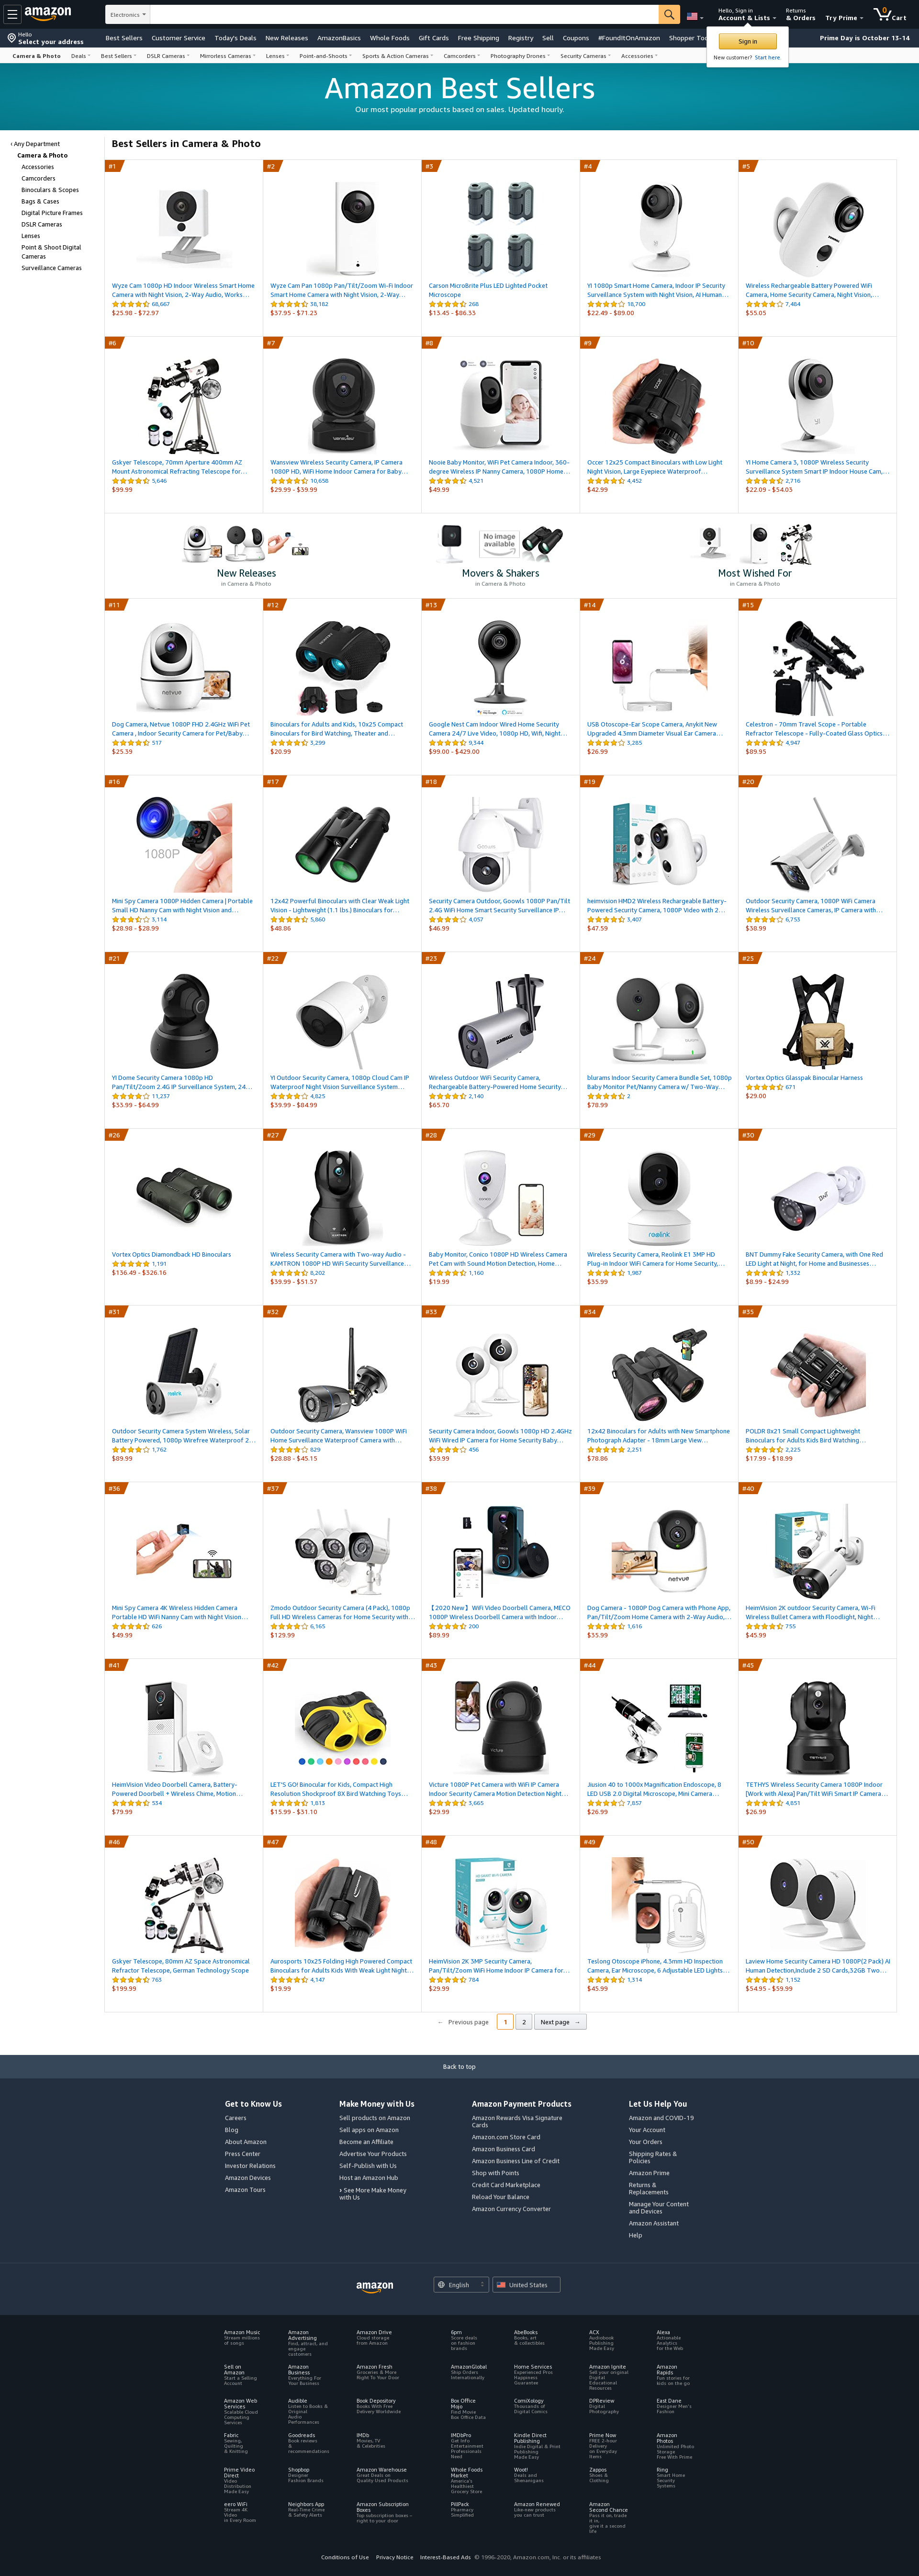 amazon
Electronics
Hello, Sign in
Account & Lists
Returns
& Orders
Try Prime
0
Cart
Hello
Select your address
Best Sellers
Customer Service
Today's Deals
New Releases
AmazonBasics
Whole Foods
Gift Cards
Free Shipping
Registry
Sell
Coupons
#FoundItOnAmazon
Prime Day is October 13-14
Sign in
New customer? Start here.
Camera & Photo
Deals
Best Sellers
DSLR Cameras
Mirrorless Cameras
Lenses
Point-and-Shoots
Sports & Action Cameras
Camcorders
Photography Drones
Security Cameras
Accessories
Amazon Best Sellers
Our most popular products based on sales. Updated hourly.
‹ Any Department
Camera & Photo
Accessories
Camcorders
Binoculars & Scopes
Bags & Cases
Digital Picture Frames
DSLR Cameras
Lenses
Point & Shoot Digital
Cameras
Surveillance Cameras
Best Sellers in Camera & Photo
#1
Wyze Cam 1080p HD Indoor Wireless Smart Home
Camera with Night Vision, 2-Way Audio, Works…
68,667
$25.98 - $72.97
#2
Wyze Cam Pan 1080p Pan/Tilt/Zoom Wi-Fi Indoor
Smart Home Camera with Night Vision, 2-Way…
38,182
$37.95 - $71.23
#3
Carson MicroBrite Plus LED Lighted Pocket
Microscope
268
$13.45 - $86.33
#4
YI 1080p Smart Home Camera, Indoor IP Security
Surveillance System with Night Vision, AI Human…
18,700
$22.49 - $89.00
#5
Wireless Rechargeable Battery Powered WiFi
Camera, Home Security Camera, Night Vision,…
7,484
$55.05
#6
Gskyer Telescope, 70mm Aperture 400mm AZ
Mount Astronomical Refracting Telescope for…
5,646
$99.99
#7
Wansview Wireless Security Camera, IP Camera
1080P HD, WiFi Home Indoor Camera for Baby…
10,658
$29.99 - $39.99
#8
Nooie Baby Monitor, WiFi Pet Camera Indoor, 360-
degree Wireless IP Nanny Camera, 1080P Home…
4,521
$49.99
#9
Occer 12x25 Compact Binoculars with Low Light
Night Vision, Large Eyepiece Waterproof…
4,452
$42.99
#10
YI Home Camera 3, 1080P Wireless Security
Surveillance System Smart IP Indoor House Cam,…
2,716
$22.09 - $54.03
No image
available
New Releases
in Camera & Photo
Movers & Shakers
in Camera & Photo
Most Wished For
in Camera & Photo
#11
netvue
Dog Camera, Netvue 1080P FHD 2.4GHz WiFi Pet
Camera , Indoor Security Camera for Pet/Baby…
517
$25.39
#12
Binoculars for Adults and Kids, 10x25 Compact
Binoculars for Bird Watching, Theater and…
3,299
$20.99
#13
Google Nest Cam Indoor Wired Home Security
Camera 24/7 Live Video, 1080p HD, Wifi, Night…
9,344
$99.00 - $429.00
#14
USB Otoscope-Ear Scope Camera, Anykit New
Upgraded 4.3mm Diameter Visual Ear Camera…
3,285
$26.99
#15
Celestron - 70mm Travel Scope - Portable
Refractor Telescope - Fully-Coated Glass Optics…
4,947
$89.95
#16
1080P
Mini Spy Camera 1080P Hidden Camera | Portable
Small HD Nanny Cam with Night Vision and…
3,114
$28.98 - $28.99
#17
12x42 Powerful Binoculars with Clear Weak Light
Vision - Lightweight (1.1 lbs.) Binoculars for…
5,860
$48.86
#18
Security Camera Outdoor, Goowls 1080P Pan/Tilt
2.4G WiFi Home Smart Security Surveillance IP…
4,057
$46.99
#19
heimvision HMD2 Wireless Rechargeable Battery-
Powered Security Camera, 1080P Video with 2…
5,407
$47.59
#20
Outdoor Security Camera, 1080P WiFi Camera
Wireless Surveillance Cameras, IP Camera with…
6,753
$38.99
#21
YI Dome Security Camera 1080p HD
Pan/Tilt/Zoom 2.4G IP Surveillance System, 24…
11,237
$33.99 - $64.99
#22
YI Outdoor Security Camera, 1080p Cloud Cam IP
Waterproof Night Vision Surveillance System…
4,825
$39.99 - $84.99
#23
Wireless Outdoor WiFi Security Camera,
Rechargeable Battery-Powered Home Security…
2,140
$65.70
#24
blurams Indoor Security Camera Bundle Set, 1080p
Baby Monitor Pet/Nanny Camera w/ Two-Way…
2
$78.99
#25
Vortex Optics Glasspak Binocular Harness
671
$29.00
#26
Vortex Optics Diamondback HD Binoculars
1,191
$136.49 - $326.16
#27
Wireless Security Camera with Two-way Audio -
KAMTRON 1080P HD WiFi Security Surveillance…
8,202
$39.99 - $51.57
#28
Baby Monitor, Conico 1080P HD Wireless Camera
Pet Cam with Sound Motion Detection, Home…
1,160
$19.99
#29
reolink
Wireless Security Camera, Reolink E1 3MP HD
Plug-in Indoor WiFi Camera for Home Security,…
1,987
$35.99
#30
BNT Dummy Fake Security Camera, with One Red
LED Light at Night, for Home and Businesses…
1,332
$8.99 - $24.99
#31
Outdoor Security Camera System Wireless, Solar
Battery Powered, 1080p Wirefree Waterproof 2…
1,762
$89.99
#32
Outdoor Security Camera, Wansview 1080P WiFi
Home Surveillance Waterproof Camera with…
829
$28.88 - $45.15
#33
Security Camera Indoor, Goowls 1080p HD 2.4GHz
WiFi Wired IP Camera for Home Security Baby…
456
$39.99
#34
12x42 Binoculars for Adults with New Smartphone
Photograph Adapter - 18mm Large View…
2,251
$78.86
#35
POLDR 8x21 Small Compact Lightweight
Binoculars for Adults Kids Bird Watching…
2,225
$17.99 - $18.99
#36
Mini Spy Camera 4K Wireless Hidden Camera
Portable HD WiFi Nanny Cam with Night Vision…
626
$49.99
#37
Zmodo Outdoor Security Camera (4 Pack), 1080p
Full HD Wireless Cameras for Home Security with…
6,165
$129.99
#38
【2020 New】 WiFi Video Doorbell Camera, MECO
1080P Wireless Doorbell Camera with Indoor…
200
$89.99
#39
netvue
Dog Camera - 1080P Dog Camera with Phone App,
Pan/Tilt/Zoom Home Camera with 2-Way Audio,…
1,616
$35.99
#40
HeimVision 2K outdoor Security Camera, Wi-Fi
Wireless Bullet Camera with Floodlight, Night…
755
$45.99
#41
HeimVision Video Doorbell Camera, Battery-
Powered Doorbell + Wireless Chime, Motion…
534
$79.99
#42
LET'S GO! Binocular for Kids, Compact High
Resolution Shockproof 8X Bird Watching Toys…
1,813
$15.99 - $31.10
#43
Victure 1080P Pet Camera with WiFi IP Camera
Indoor Security Camera Motion Detection Night…
3,665
$29.99
#44
Jiusion 40 to 1000x Magnification Endoscope, 8
LED USB 2.0 Digital Microscope, Mini Camera…
7,857
$26.99
#45
TETHYS Wireless Security Camera 1080P Indoor
[Work with Alexa] Pan/Tilt WiFi Smart IP Camera…
4,651
$26.99
#46
Gskyer Telescope, 80mm AZ Space Astronomical
Refractor Telescope, German Technology Scope
763
$199.99
#47
Aurosports 10x25 Folding High Powered Compact
Binoculars for Adults Kids With Weak Light Night…
4,147
$19.99
#48
HeimVision 2K 3MP Security Camera,
Pan/Tilt/Zoom WiFi Home Indoor IP Camera for…
784
$29.99
#49
Teslong Otoscope iPhone, 4.3mm HD Inspection
Camera, Ear Microscope, 6 Adjustable LED Lights…
1,314
$45.99
#50
Laview Home Security Camera HD 1080P(2 Pack) AI
Human Detection,Include 2 SD Cards,32GB Two…
1,152
$54.95 - $59.99
← Previous page
1
2
Next page →
Back to top
Get to Know Us
Careers
Blog
About Amazon
Press Center
Investor Relations
Amazon Devices
Amazon Tours
Make Money with Us
Sell products on Amazon
Sell apps on Amazon
Become an Affiliate
Advertise Your Products
Self-Publish with Us
Host an Amazon Hub
› See More Make Money
with Us
Amazon Payment Products
Amazon Rewards Visa Signature
Cards
Amazon.com Store Card
Amazon Business Card
Amazon Business Line of Credit
Shop with Points
Credit Card Marketplace
Reload Your Balance
Amazon Currency Converter
Let Us Help You
Amazon and COVID-19
Your Account
Your Orders
Shipping Rates &
Policies
Amazon Prime
Returns &
Replacements
Manage Your Content
and Devices
Amazon Assistant
Help
amazon
English
United States
Amazon Music
Stream millions
of songs
Amazon
Advertising
Find, attract, and
engage
customers
Amazon Drive
Cloud storage
from Amazon
6pm
Score deals
on fashion
brands
AbeBooks
Books, art
& collectibles
ACX
Audiobook
Publishing
Made Easy
Alexa
Actionable
Analytics
for the Web
Sell on
Amazon
Start a Selling
Account
Amazon
Business
Everything For
Your Business
Amazon Fresh
Groceries & More
Right To Your Door
AmazonGlobal
Ship Orders
Internationally
Home Services
Experienced Pros
Happiness
Guarantee
Amazon Ignite
Sell your original
Digital
Educational
Resources
Amazon
Rapids
Fun stories for
kids on the go
Amazon Web
Services
Scalable Cloud
Computing
Services
Audible
Listen to Books &
Original
Audio
Performances
Book Depository
Books With Free
Delivery Worldwide
Box Office
Mojo
Find Movie
Box Office Data
ComiXology
Thousands of
Digital Comics
DPReview
Digital
Photography
East Dane
Designer Men's
Fashion
Fabric
Sewing,
Quilting
& Knitting
Goodreads
Book reviews
&
recommendations
IMDb
Movies, TV
& Celebrities
IMDbPro
Get Info
Entertainment
Professionals
Need
Kindle Direct
Publishing
Indie Digital & Print
Publishing
Made Easy
Prime Now
FREE 2-hour
Delivery
on Everyday
Items
Amazon
Photos
Unlimited Photo
Storage
Free With Prime
Prime Video
Direct
Video
Distribution
Made Easy
Shopbop
Designer
Fashion Brands
Amazon Warehouse
Great Deals on
Quality Used Products
Whole Foods
Market
America's
Healthiest
Grocery Store
Woot!
Deals and
Shenanigans
Zappos
Shoes &
Clothing
Ring
Smart Home
Security
Systems
eero WiFi
Stream 4K
Video
in Every Room
Neighbors App
Real-Time Crime
& Safety Alerts
Amazon Subscription
Boxes
Top subscription boxes –
right to your door
PillPack
Pharmacy
Simplified
Amazon Renewed
Like-new products
you can trust
Amazon
Second Chance
Pass it on, trade
it in,
give it a second
life
Conditions of Use
Privacy Notice
Interest-Based Ads
© 1996-2020, Amazon.com, Inc. or its affiliates